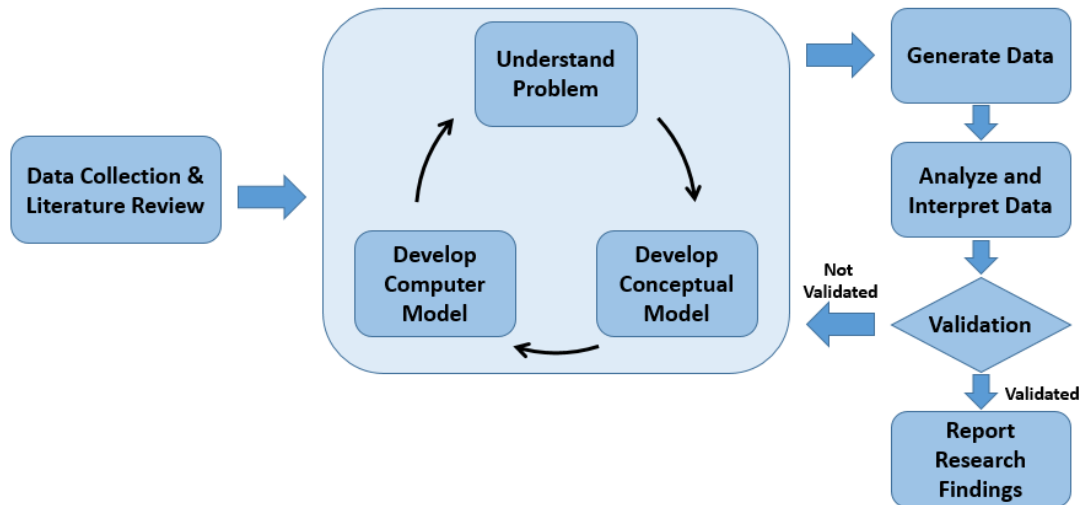 Data Collection &
Literature Review
Understand
Problem
Develop
Computer
Model
Develop
Conceptual
Model
Generate Data
Analyze and
Interpret Data
Not
Validated
Validation
Validated
Report
Research
Findings